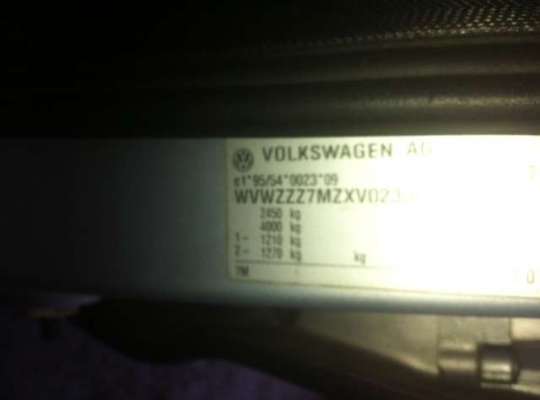 VOLKSWAGEN AG
e1*95/54*0023*09
WVWZZZ7MZXV023
2450 kg
4000 kg
1– 1210 kg
2– 1270 kg kg
7M